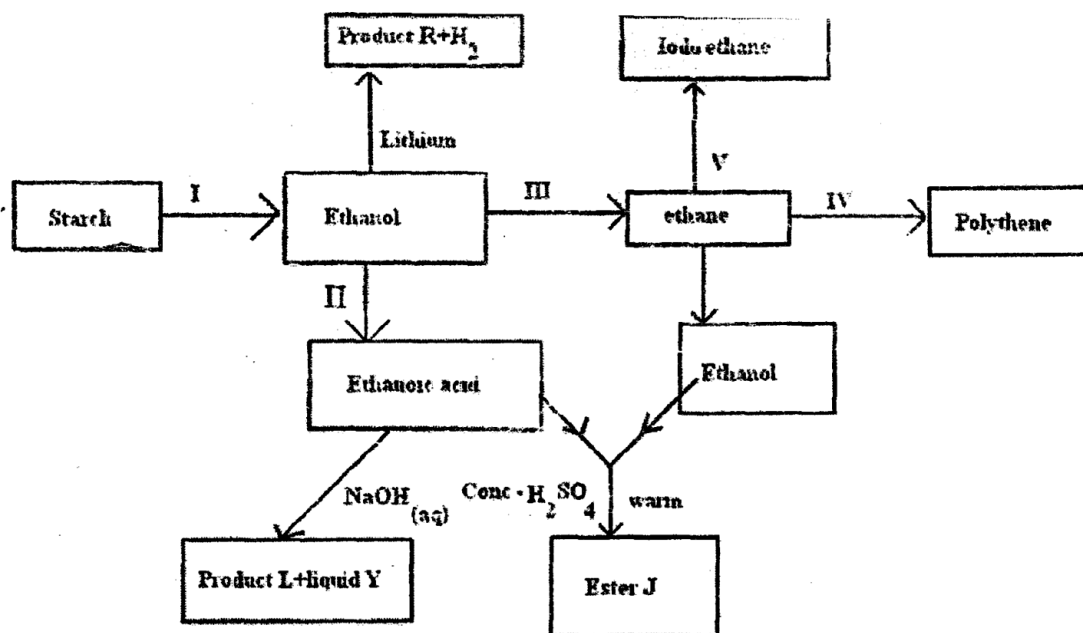 Product R+H2
Iodo ethane
Lithium
V
I
III
IV
Starch
Ethanol
ethane
Polythene
II
Ethanoic acid
Ethanol
NaOH(aq)
Conc·H2SO4
warm
Product L+liquid Y
Ester J